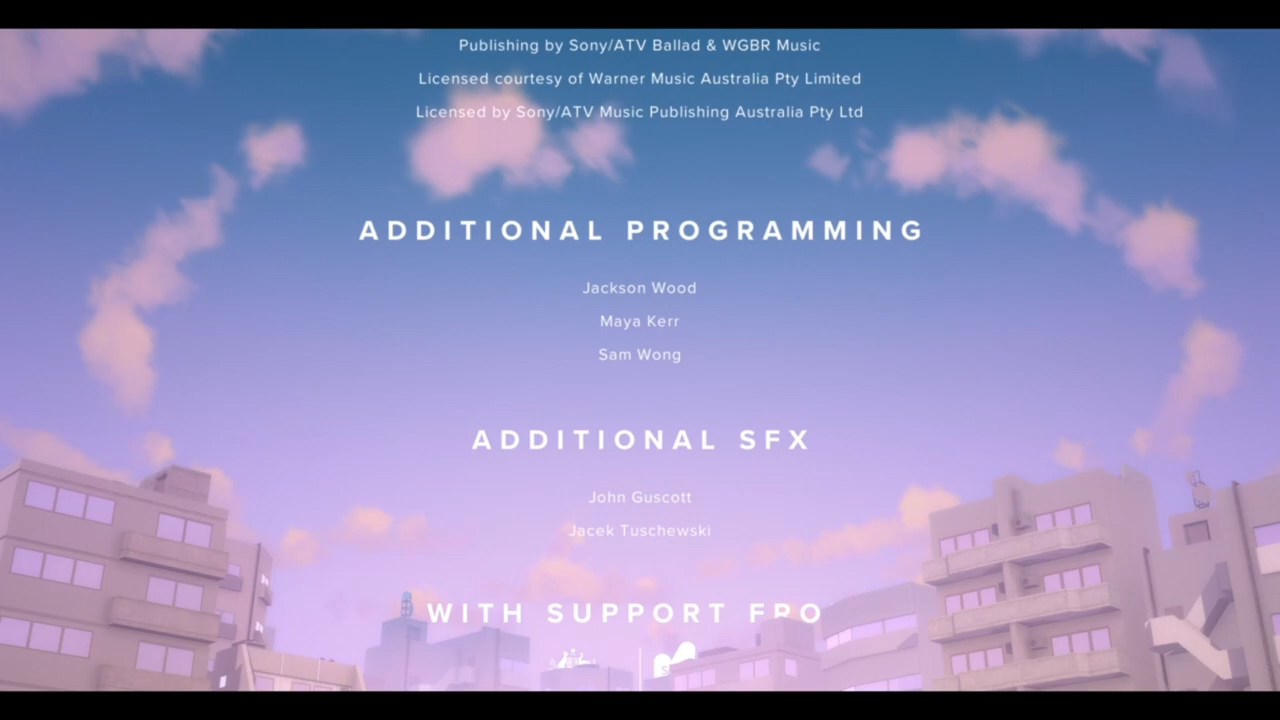 Publishing by Sony/ATV Ballad & WGBR Music
Licensed courtesy of Warner Music Australia Pty Limited
Licensed by Sony/ATV Music Publishing Australia Pty Ltd
ADDITIONAL PROGRAMMING
Jackson Wood
Maya Kerr
Sam Wong
ADDITIONAL SFX
John Guscott
Jacek Tuschewski
WITH SUPPORT